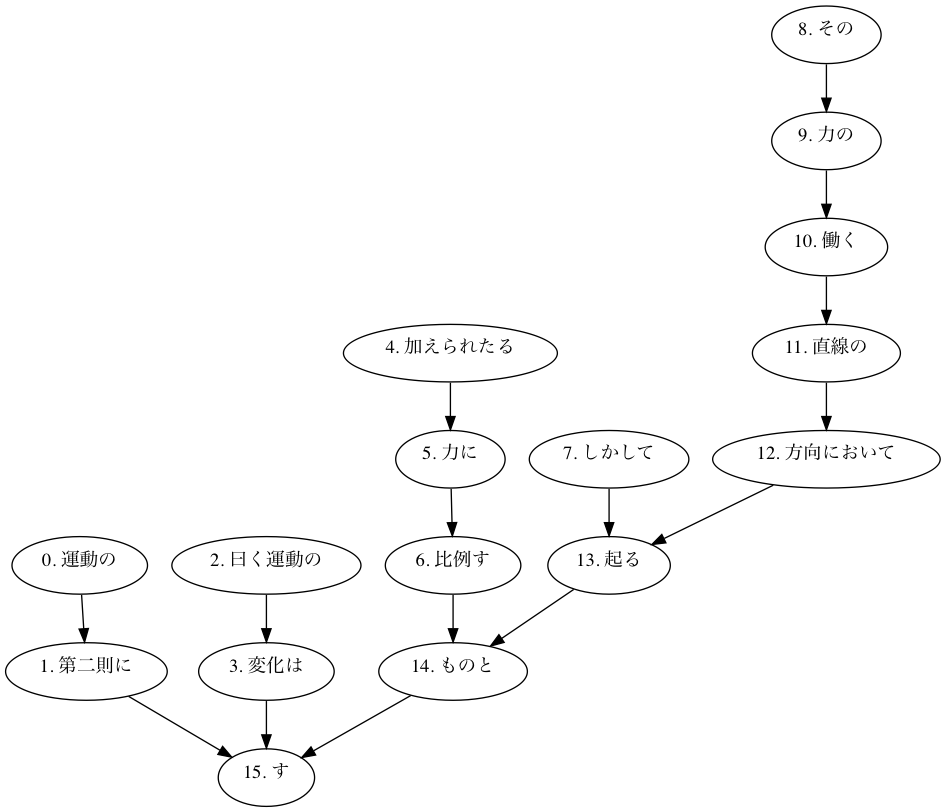 8. その
9. 力の
10. 働く
4. 加えられたる
11. 直線の
5. 力に
7. しかして
12. 方向において
0. 運動の
2. 曰く運動の
6. 比例す
13. 起る
1. 第二則に
3. 変化は
14. ものと
15. す